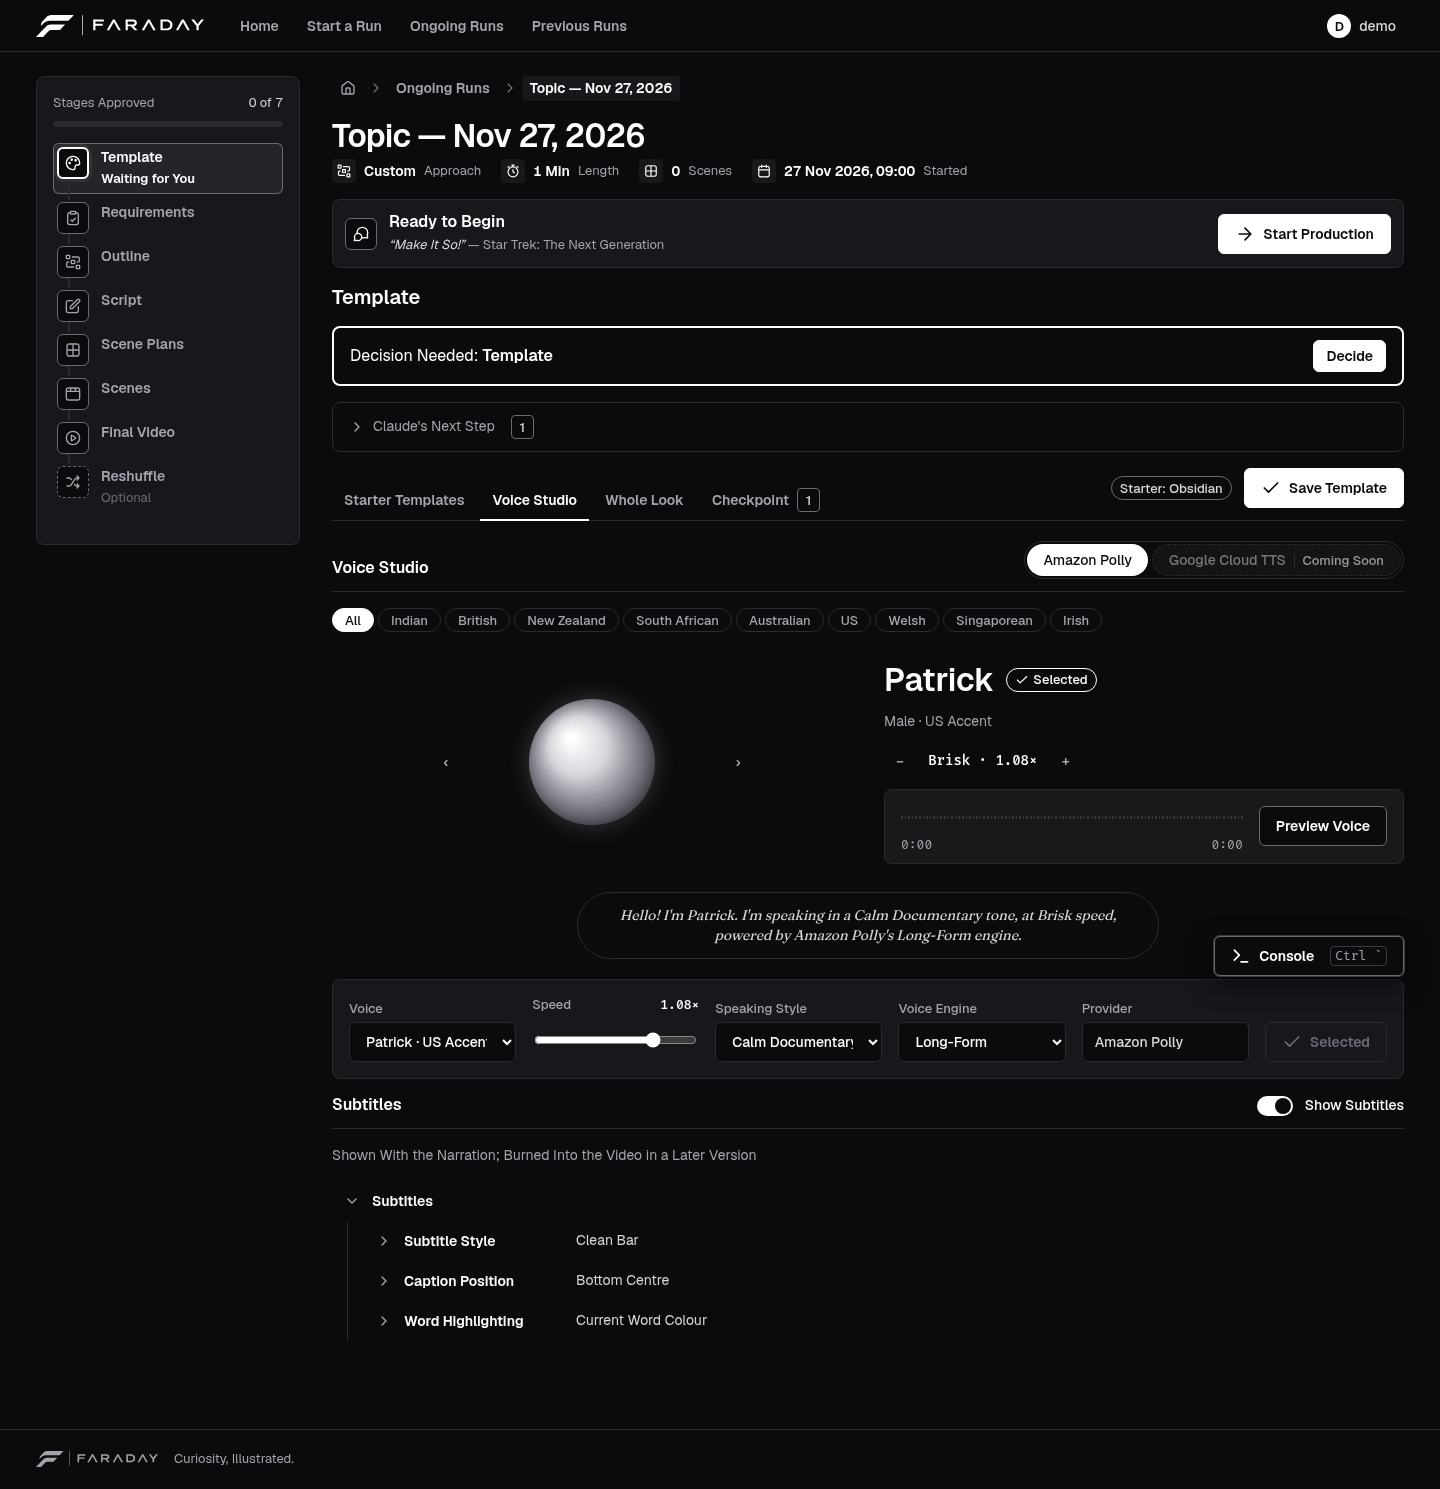 FARADAY
Home
Start a Run
Ongoing Runs
Previous Runs
D
demo
Stages Approved
0 of 7
Template
Waiting for You
Requirements
Outline
Script
Scene Plans
Scenes
Final Video
Reshuffle
Optional
Ongoing Runs
Topic — Nov 27, 2026
Topic — Nov 27, 2026
Custom Approach
1 Min Length
0 Scenes
27 Nov 2026, 09:00 Started
Ready to Begin
“Make It So!” — Star Trek: The Next Generation
Start Production
Template
Decision Needed: Template
Decide
Claude's Next Step 1
Starter Templates
Voice Studio
Whole Look
Checkpoint 1
Starter: Obsidian
Save Template
Voice Studio
Amazon Polly
Google Cloud TTS | Coming Soon
All
Indian
British
New Zealand
South African
Australian
US
Welsh
Singaporean
Irish
‹
›
Patrick
Selected
Male · US Accent
− Brisk · 1.08× +
0:00
0:00
Preview Voice
Hello! I'm Patrick. I'm speaking in a Calm Documentary tone, at Brisk speed,
powered by Amazon Polly's Long-Form engine.
Console Ctrl `
Voice
Patrick · US Accent
Speed
1.08×
Speaking Style
Calm Documentary
Voice Engine
Long-Form
Provider
Amazon Polly
Selected
Subtitles
Show Subtitles
Shown With the Narration; Burned Into the Video in a Later Version
Subtitles
Subtitle Style
Clean Bar
Caption Position
Bottom Centre
Word Highlighting
Current Word Colour
FARADAY
Curiosity, Illustrated.